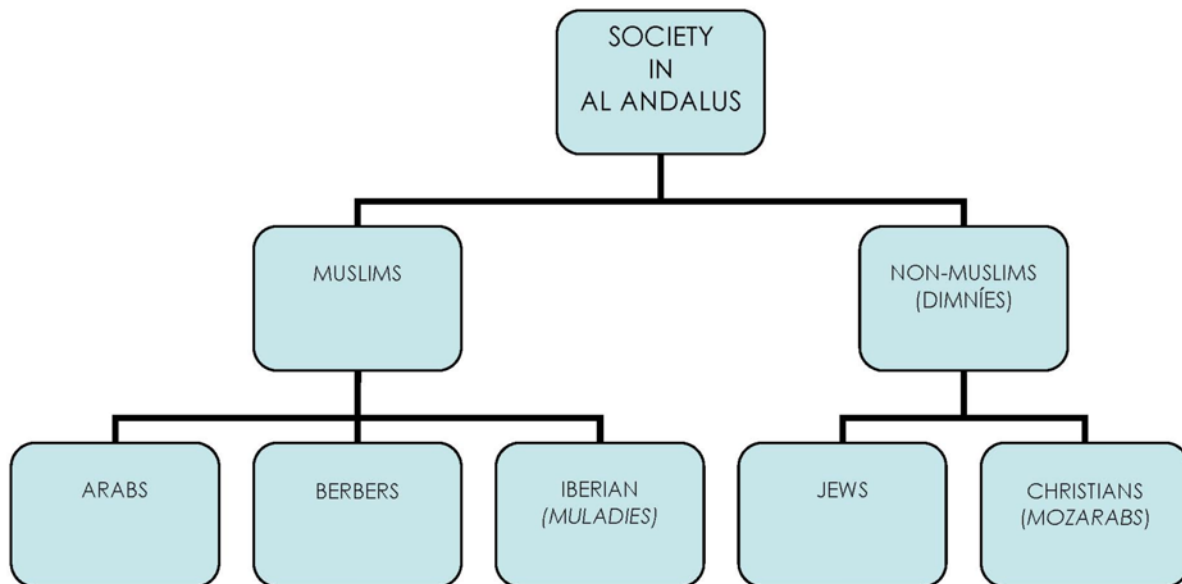 SOCIETY
IN
AL ANDALUS
MUSLIMS
NON-MUSLIMS
(DIMNÍES)
ARABS
BERBERS
IBERIAN
(MULADIES)
JEWS
CHRISTIANS
(MOZARABS)